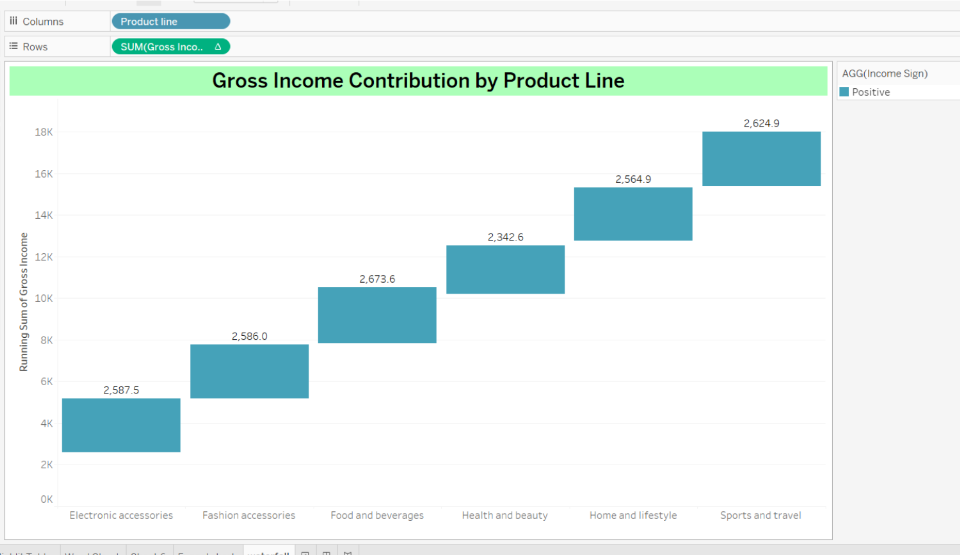 Columns
Product line
Rows
SUM(Gross Inco..
Gross Income Contribution by Product Line
AGG(Income Sign)
Positive
Running Sum of Gross Income
18K
16K
14K
12K
10K
8K
6K
4K
2K
0K
2,587.5
2,586.0
2,673.6
2,342.6
2,564.9
2,624.9
Electronic accessories
Fashion accessories
Food and beverages
Health and beauty
Home and lifestyle
Sports and travel